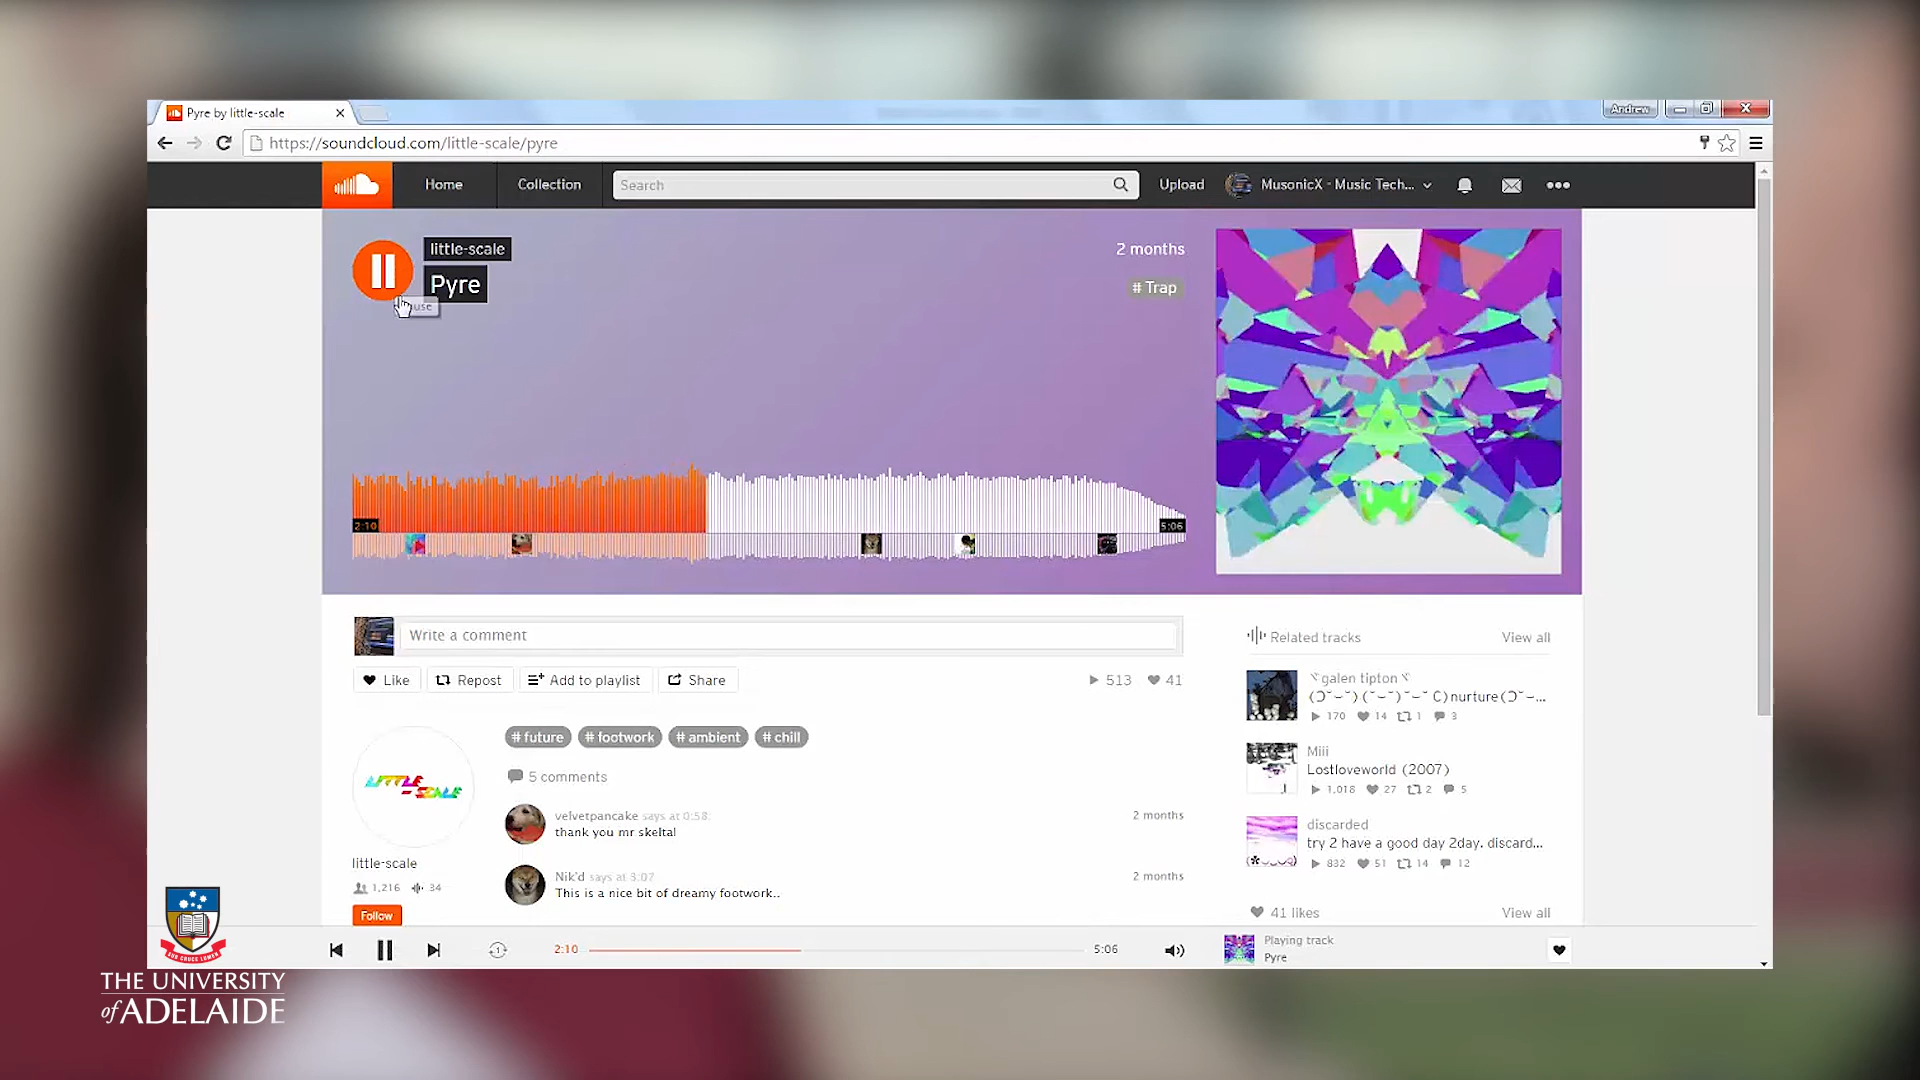 Pyre by little-scale
Andrew
https://soundcloud.com/little-scale/pyre
Home
Collection
Search
Upload
MusonicX - Music Tech...
little-scale
Pyre
2 months
# Trap
2:10
5:06
Write a comment
Like
Repost
Add to playlist
Share
513
41
# future
# footwork
# ambient
# chill
5 comments
velvetpancake says at 0:58:
2 months
thank you mr skeltal
Nik'd says at 3:07
2 months
This is a nice bit of dreamy footwork..
LITTLE
-SCALE
little-scale
1,216
34
Follow
Related tracks
View all
galen tipton
nurture
170
14
1
3
Miii
Lostloveworld (2007)
1,018
27
2
5
discarded
try 2 have a good day 2day. discard...
832
51
14
12
41 likes
View all
1
2:10
5:06
Playing track
Pyre
THE UNIVERSITY
of ADELAIDE